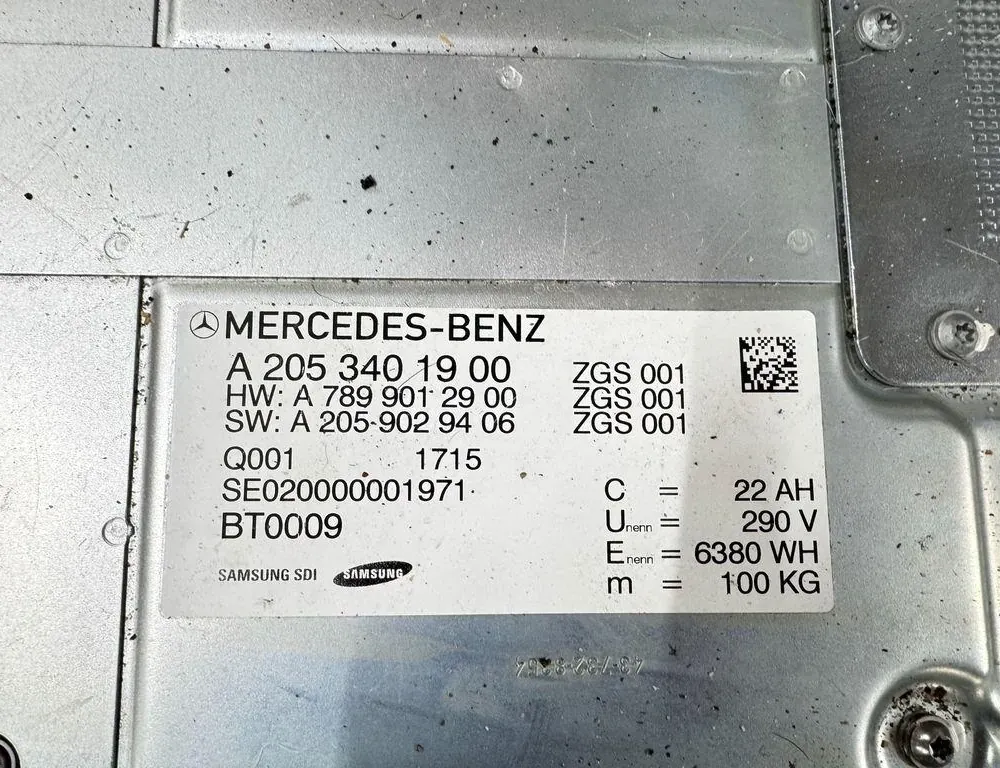 MERCEDES-BENZ
A 205 340 19 00 ZGS 001
HW: A 789 901 29 00 ZGS 001
SW: A 205 902 94 06 ZGS 001
Q001 1715
SE020000001971
BT0009
C = 22 AH
Unenn = 290 V
Enenn = 6380 WH
m = 100 KG
SAMSUNG SDI SAMSUNG